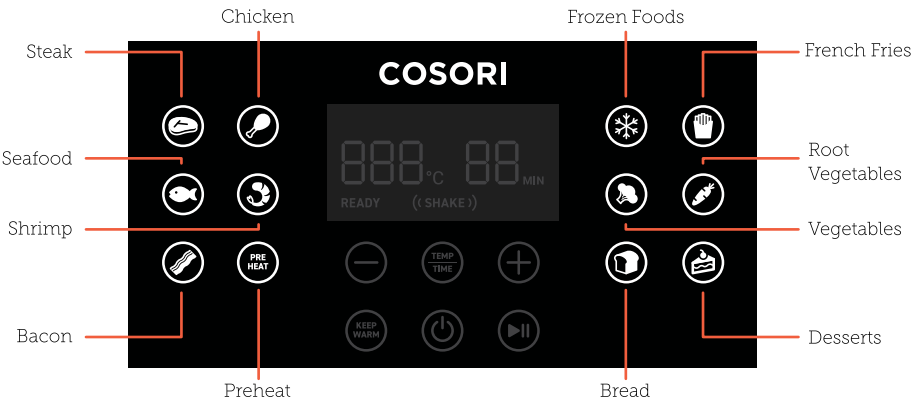 Chicken
Frozen Foods
Steak
French Fries
COSORI
Seafood
Root
Vegetables
888 °C 88 MIN
READY ((SHAKE))
Shrimp
Vegetables
PRE
HEAT
TEMP
TIME
KEEP
WARM
Bacon
Desserts
Preheat
Bread